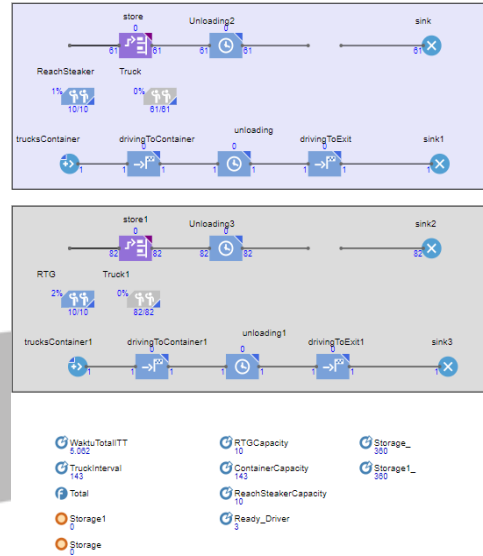 store
Unloading2
sink
0
0
61 61 61 61 61
ReachSteaker
Truck
1%
0%
10/10
61/61
trucksContainer
drivingToContainer
unloading
drivingToExit
sink1
0
0
0
1 1 1 1 1 1 1 1
store1
Unloading3
sink2
0
0
82 82 82 82 82
RTG
Truck1
2%
0%
10/10
82/82
trucksContainer1
drivingToContainer1
unloading1
drivingToExit1
sink3
0
0
0
1 1 1 1 1 1 1 1
WaktuTotalITT
5.062
RTGCapacity
10
Storage_
360
TruckInterval
143
ContainerCapacity
143
Storage1_
360
Total
ReachSteakerCapacity
10
Storage1
0
Ready_Driver
3
Storage
0